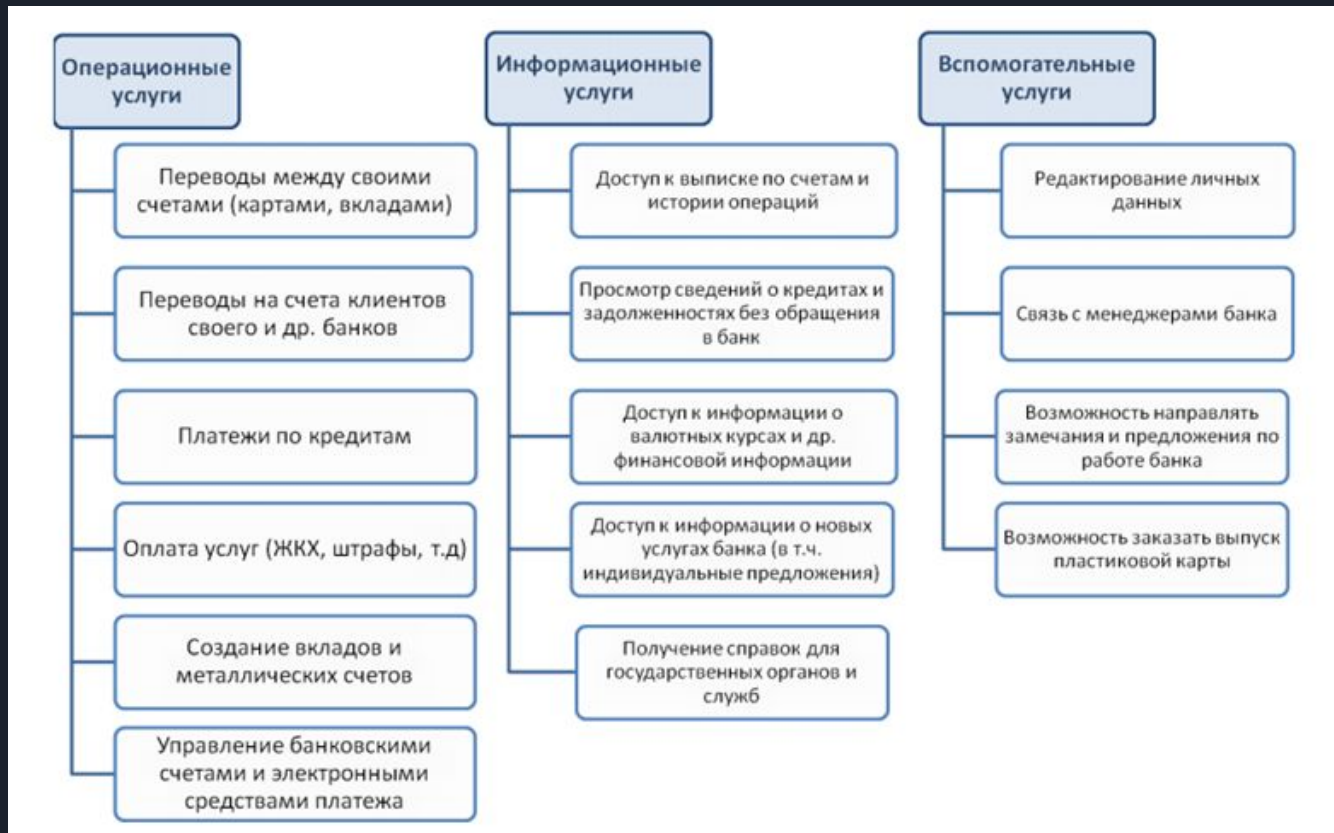 Операционные
услуги
Переводы между своими
счетами (картами, вкладами)
Переводы на счета клиентов
своего и др. банков
Платежи по кредитам
Оплата услуг (ЖКХ, штрафы, т.д)
Создание вкладов и
металлических счетов
Управление банковскими
счетами и электронными
средствами платежа
Информационные
услуги
Доступ к выписке по счетам и
истории операций
Просмотр сведений о кредитах и
задолженностях без обращения
в банк
Доступ к информации о
валютных курсах и др.
финансовой информации
Доступ к информации о новых
услугах банка (в т.ч.
индивидуальные предложения)
Получение справок для
государственных органов и
служб
Вспомогательные
услуги
Редактирование личных
данных
Связь с менеджерами банка
Возможность направлять
замечания и предложения по
работе банка
Возможность заказать выпуск
пластиковой карты